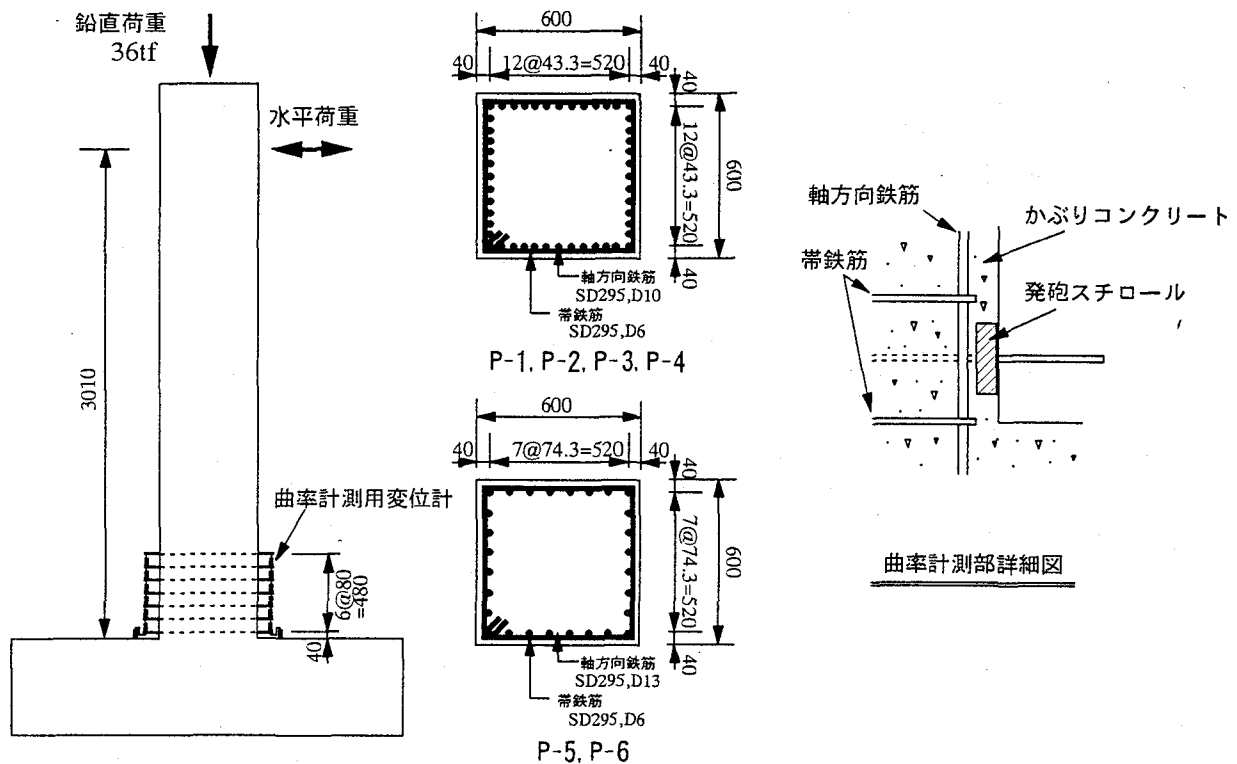 鉛直荷重
36tf
水平荷重
3010
曲率計測用変位計
6@80
=480
40
600
40
12@43.3=520
40
40
12@43.3=520
600
40
軸方向鉄筋
SD295,D10
帯鉄筋
SD295,D6
P-1, P-2, P-3, P-4
600
40
7@74.3=520
40
40
7@74.3=520
600
40
軸方向鉄筋
SD295,D13
帯鉄筋
SD295,D6
P-5, P-6
軸方向鉄筋
かぶりコンクリート
帯鉄筋
発砲スチロール
曲率計測部詳細図